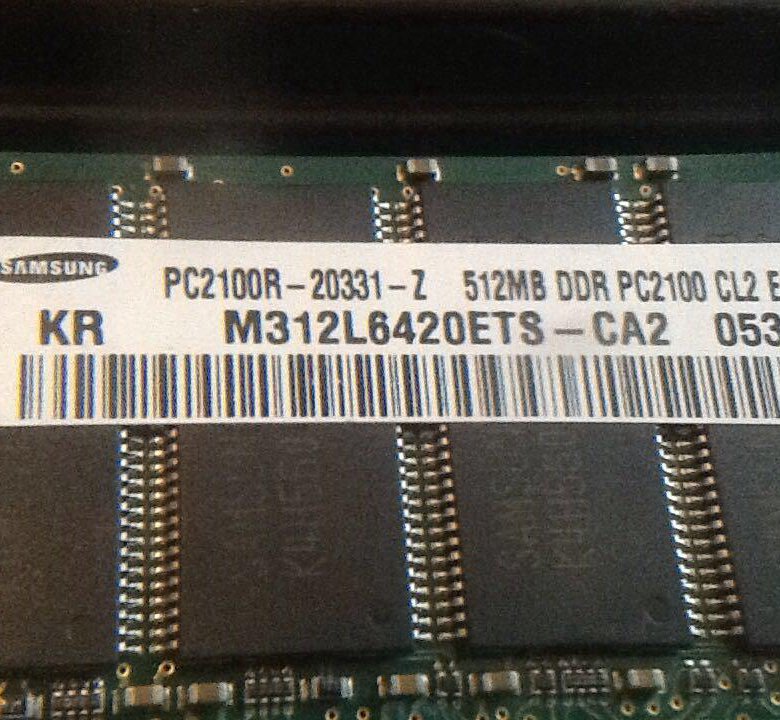 SAMSUNG
PC2100R-20331-Z 512MB DDR PC2100 CL2 E
KR M312L6420ETS-CA2 053